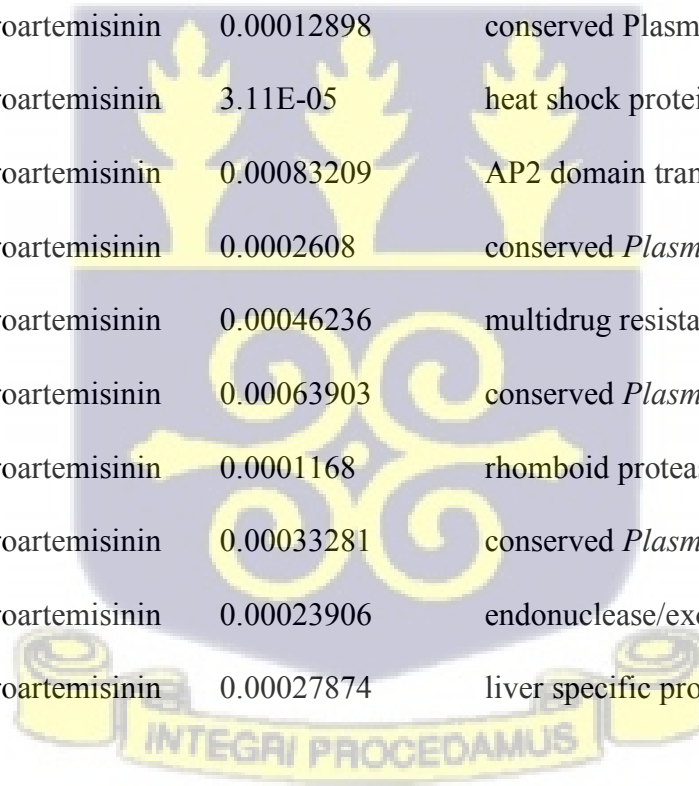 roartemisinin 0.00012898 conserved Plasm
roartemisinin 3.11E-05 heat shock protei
roartemisinin 0.00083209 AP2 domain tran
roartemisinin 0.0002608 conserved Plasm
roartemisinin 0.00046236 multidrug resista
roartemisinin 0.00063903 conserved Plasm
roartemisinin 0.0001168 rhomboid proteas
roartemisinin 0.00033281 conserved Plasm
roartemisinin 0.00023906 endonuclease/exo
roartemisinin 0.00027874 liver specific pro
INTEGRI PROCEDAMUS